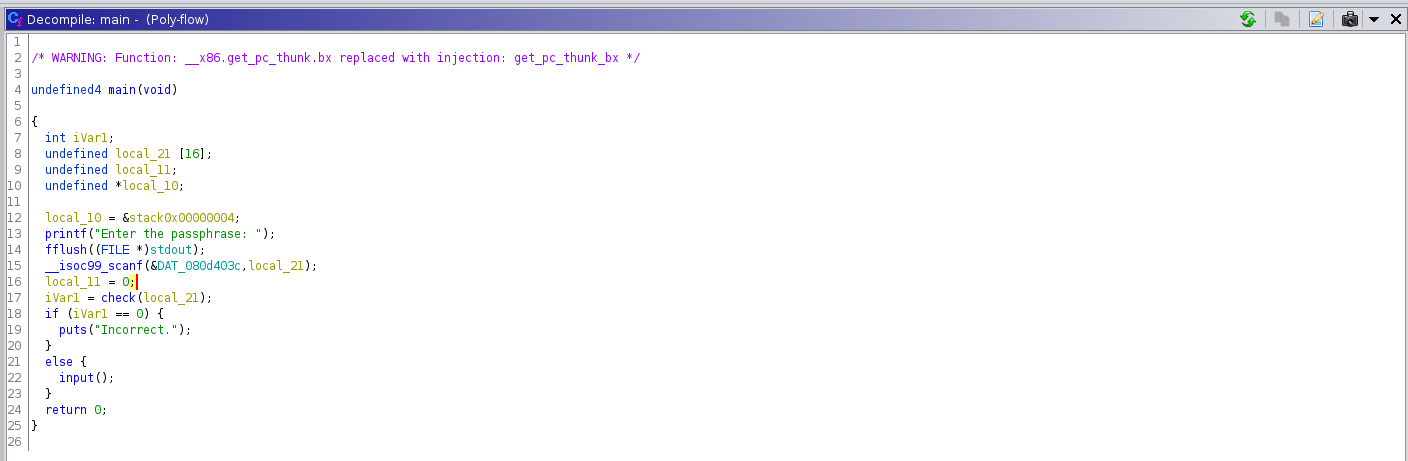 Decompile: main - (Poly-flow)
1
2 /* WARNING: Function: __x86.get_pc_thunk.bx replaced with injection: get_pc_thunk_bx */
3
4 undefined4 main(void)
5
6 {
7   int iVar1;
8   undefined local_21 [16];
9   undefined local_11;
10   undefined *local_10;
11
12   local_10 = &stack0x00000004;
13   printf("Enter the passphrase: ");
14   fflush((FILE *)stdout);
15   __isoc99_scanf(&DAT_080d403c,local_21);
16   local_11 = 0;
17   iVar1 = check(local_21);
18   if (iVar1 == 0) {
19     puts("Incorrect.");
20   }
21   else {
22     input();
23   }
24   return 0;
25 }
26